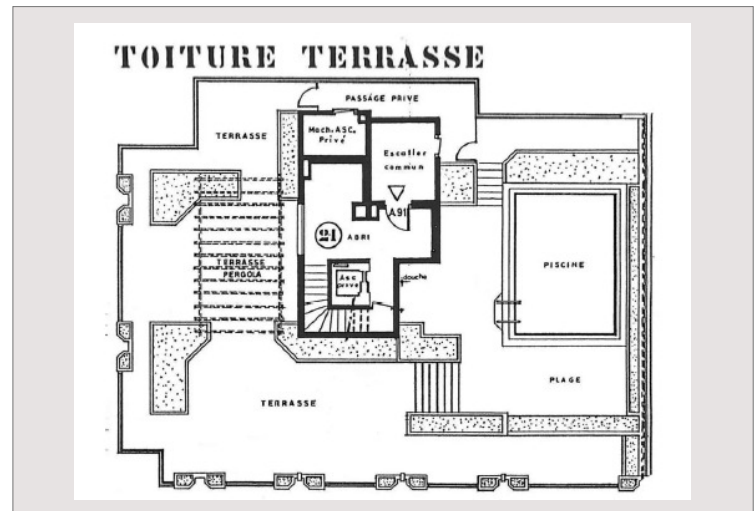 TOITURE TERRASSE
PASSAGE PRIVE
TERRASSE
Mach. ASC.
Privé
Escalier
commun
A91
21
ABRI
TERRASSE
PERGOLA
Asc
privé
douche
PISCINE
PLAGE
TERRASSE